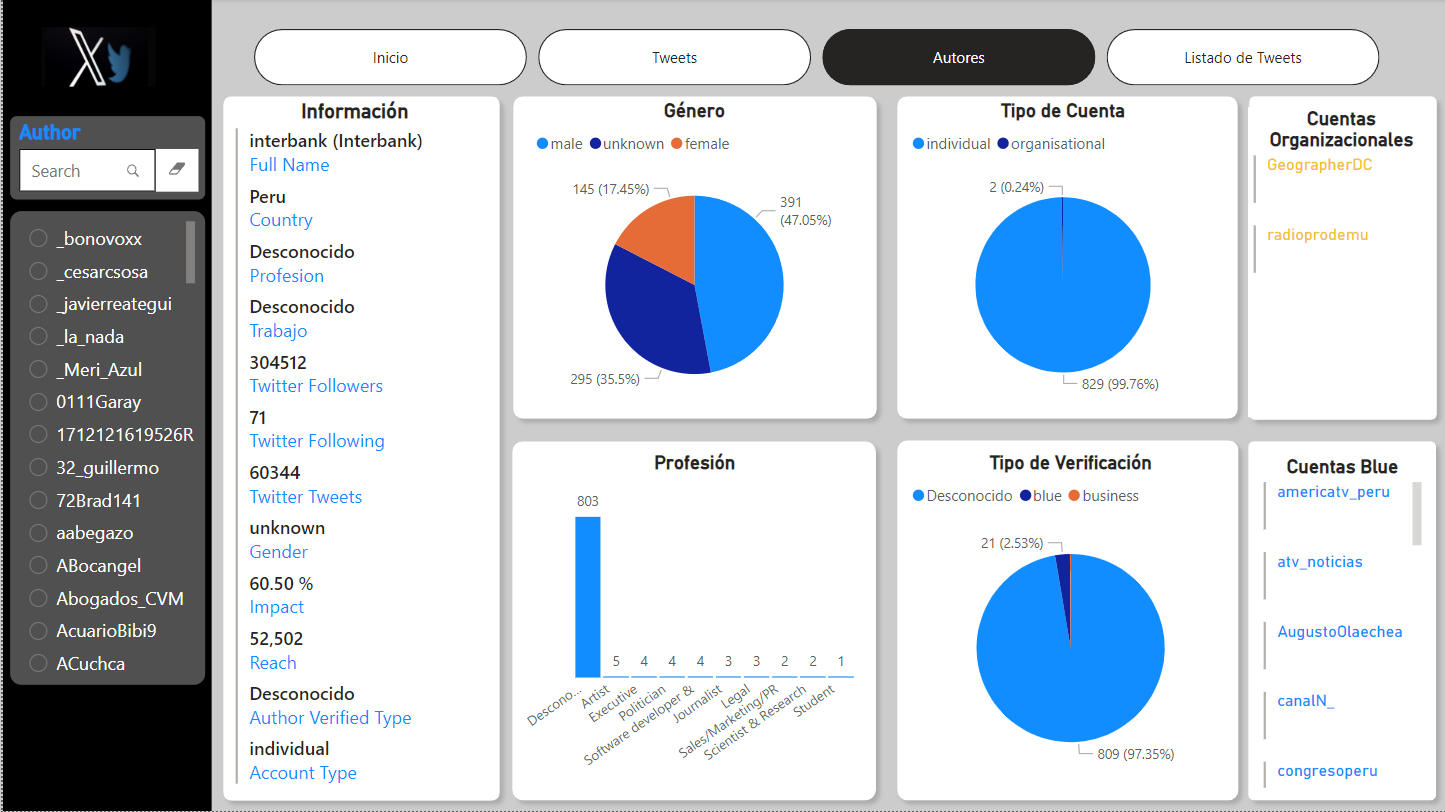 Inicio
Tweets
Autores
Listado de Tweets
Author
Search
_bonovoxx
_cesarcsosa
_javierreategui
_la_nada
_Meri_Azul
0111Garay
1712121619526R
32_guillermo
72Brad141
aabegazo
ABocangel
Abogados_CVM
AcuarioBibi9
ACuchca
Información
interbank (Interbank)
Full Name
Peru
Country
Desconocido
Profesion
Desconocido
Trabajo
304512
Twitter Followers
71
Twitter Following
60344
Twitter Tweets
unknown
Gender
60.50 %
Impact
52,502
Reach
Desconocido
Author Verified Type
individual
Account Type
Género
male unknown female
145 (17.45%)
391
(47.05%)
295 (35.5%)
Tipo de Cuenta
individual organisational
2 (0.24%)
829 (99.76%)
Cuentas
Organizacionales
GeographerDC
radioprodemu
Profesión
803
5 4 4 4 3 3 2 2 1
Descono...
Artist
Executive
Politician
Software developer &
Journalist
Legal
Sales/Marketing/PR
Scientist & Research
Student
Tipo de Verificación
Desconocido blue business
21 (2.53%)
809 (97.35%)
Cuentas Blue
americatv_peru
atv_noticias
AugustoOlaechea
canalN_
congresoperu